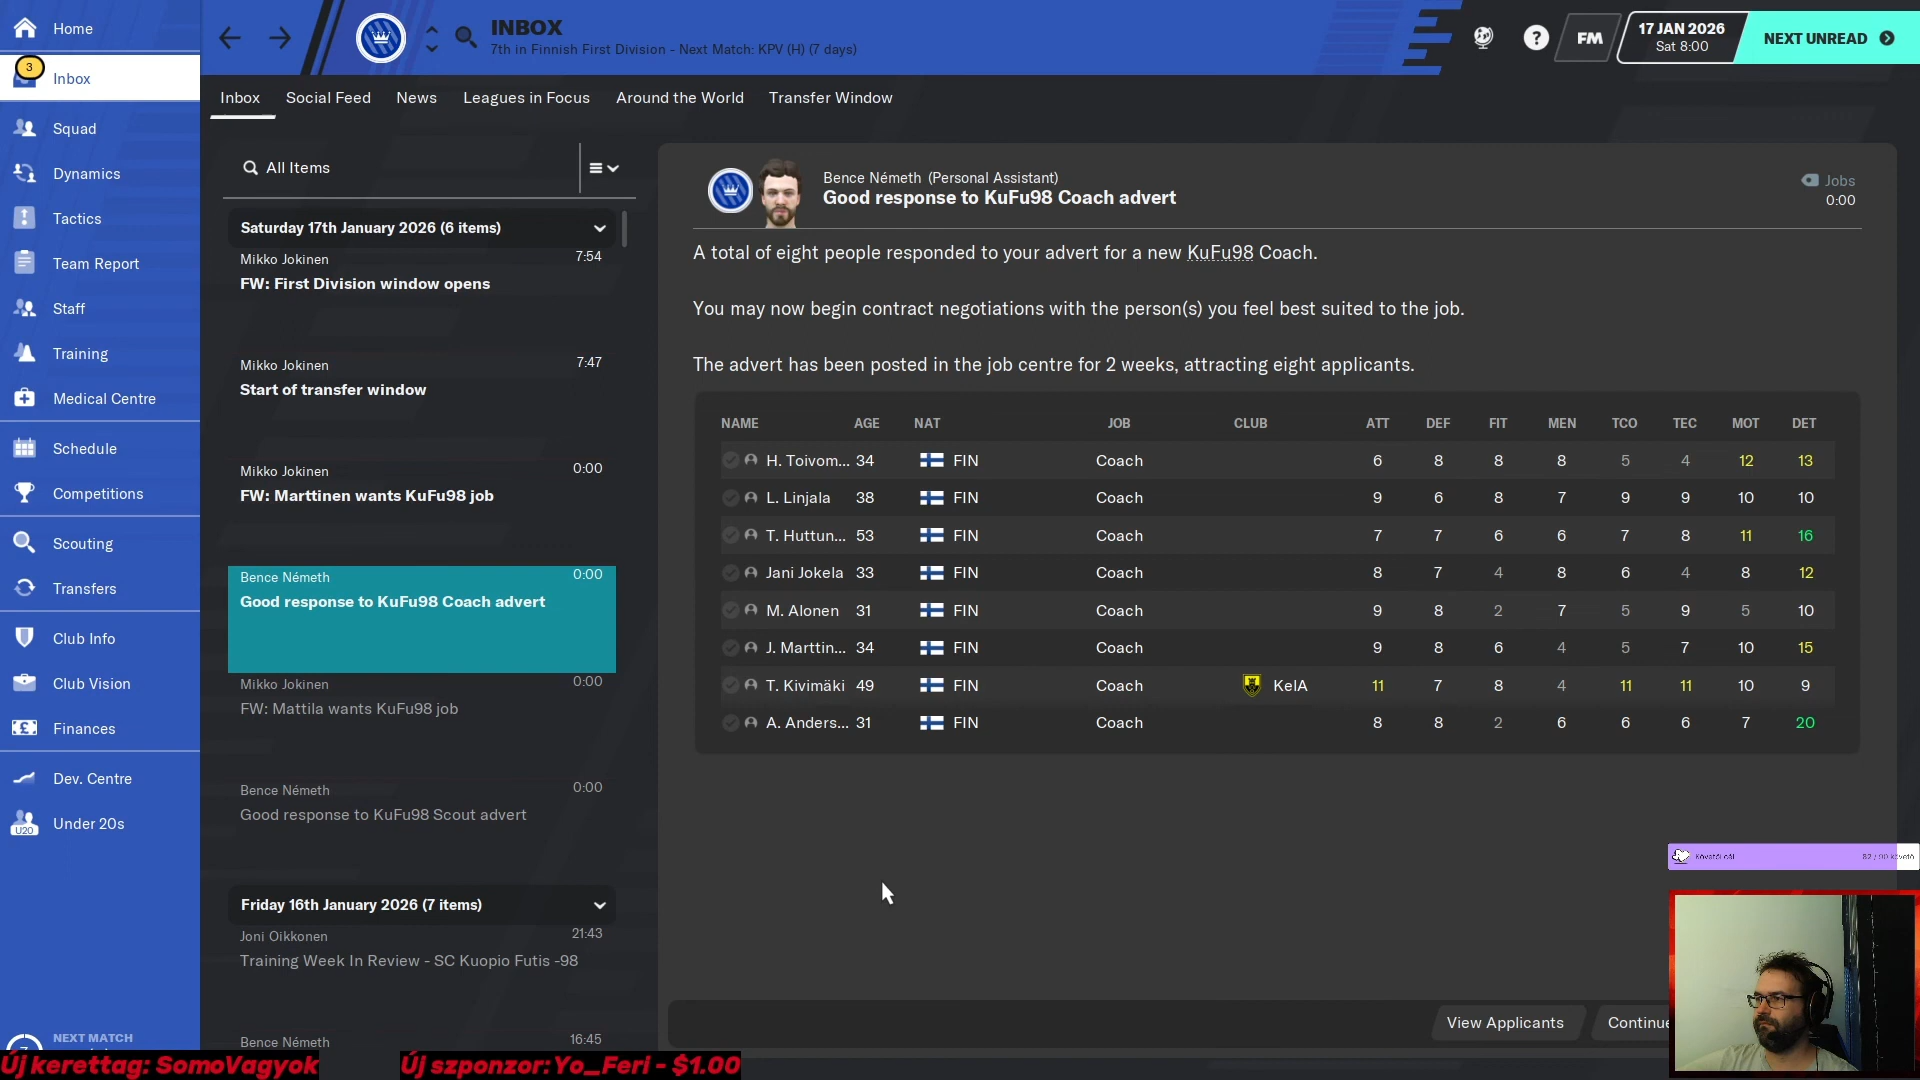 Home
3
Inbox
Squad
Dynamics
Tactics
Team Report
Staff
Training
Medical Centre
Schedule
Competitions
Scouting
Transfers
Club Info
Club Vision
Finances
Dev. Centre
U20
Under 20s
NEXT MATCH
INBOX
7th in Finnish First Division - Next Match: KPV (H) (7 days)
?
FM
17 JAN 2026
Sat 8:00
NEXT UNREAD
Inbox Social Feed News Leagues in Focus Around the World Transfer Window
All Items
Saturday 17th January 2026 (6 items)
Mikko Jokinen 7:54
FW: First Division window opens
Mikko Jokinen 7:47
Start of transfer window
Mikko Jokinen 0:00
FW: Marttinen wants KuFu98 job
Bence Németh 0:00
Good response to KuFu98 Coach advert
Mikko Jokinen 0:00
FW: Mattila wants KuFu98 job
Bence Németh 0:00
Good response to KuFu98 Scout advert
Friday 16th January 2026 (7 items)
Joni Oikkonen 21:43
Training Week In Review - SC Kuopio Futis -98
Bence Németh 16:45
Bence Németh (Personal Assistant)
Good response to KuFu98 Coach advert
Jobs
0:00
A total of eight people responded to your advert for a new KuFu98 Coach.
You may now begin contract negotiations with the person(s) you feel best suited to the job.
The advert has been posted in the job centre for 2 weeks, attracting eight applicants.
NAME AGE NAT JOB CLUB ATT DEF FIT MEN TCO TEC MOT DET
H. Toivom... 34 FIN Coach 6 8 8 8 5 4 12 13
L. Linjala 38 FIN Coach 9 6 8 7 9 9 10 10
T. Huttun... 53 FIN Coach 7 7 6 6 7 8 11 16
Jani Jokela 33 FIN Coach 8 7 4 8 6 4 8 12
M. Alonen 31 FIN Coach 9 8 2 7 5 9 5 10
J. Marttin... 34 FIN Coach 9 8 6 4 5 7 10 15
T. Kivimäki 49 FIN Coach KelA 11 7 8 4 11 11 10 9
A. Anders... 31 FIN Coach 8 8 2 6 6 6 7 20
Követői cél 82 / 90 követő
View Applicants
Continue
Új kerettag: SomoVagyok
Új szponzor: Yo_Feri - $1.00